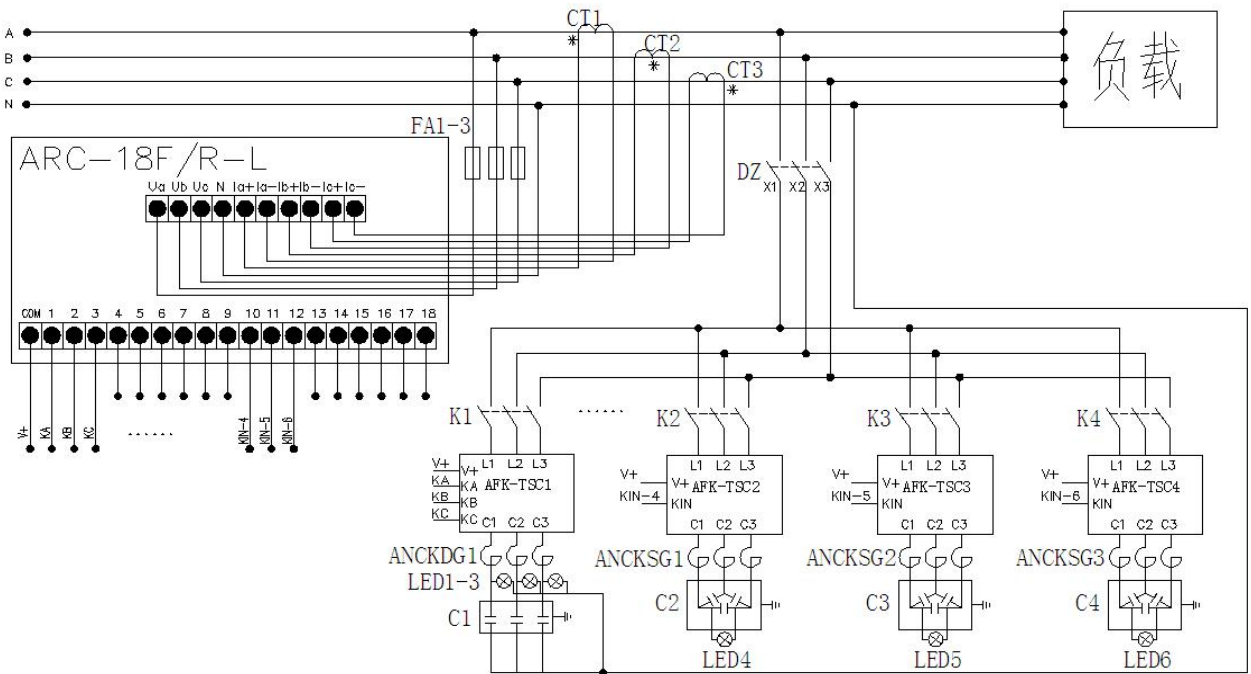 CT1
A
CT2
B
CT3
C
N
负载
FA1-3
ARC-18F/R-L
Ua Ub Uc N Ia+ Ia- Ib+ Ib- Ic+ Ic-
DZ
X1 X2 X3
COM 1 2 3 4 5 6 7 8 9 10 11 12 13 14 15 16 17 18
V+ KA KB KC ...... KIN-4 KIN-5 KIN-6
K1 ...... K2 K3 K4
L1 L2 L3
V+ V+
KA KA
KB KB
KC KC
AFK-TSC1
C1 C2 C3
L1 L2 L3
V+ V+
KIN-4 KIN
AFK-TSC2
C1 C2 C3
L1 L2 L3
V+ V+
KIN-5 KIN
AFK-TSC3
C1 C2 C3
L1 L2 L3
V+ V+
KIN-6 KIN
AFK-TSC4
C1 C2 C3
ANCKDG1 ANCKSG1 ANCKSG2 ANCKSG3
LED1-3
C1 C2 C3 C4
LED4 LED5 LED6